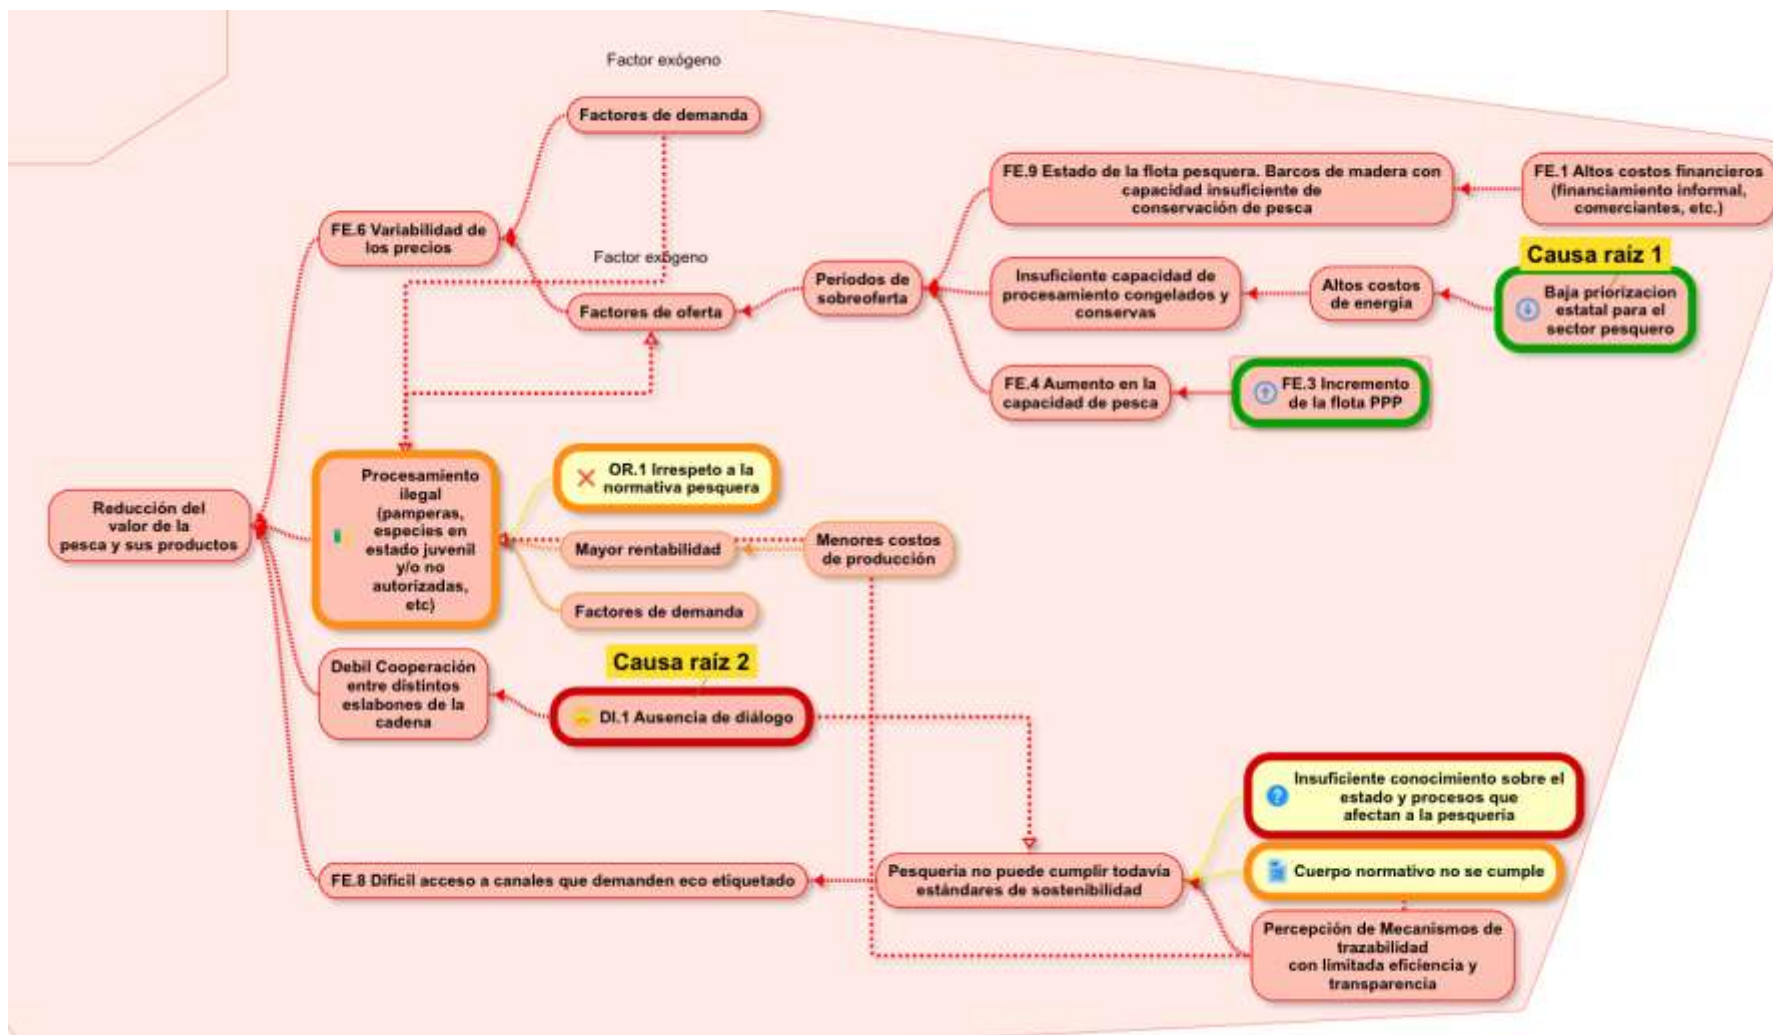 Factor exógeno
Factores de demanda
FE.9 Estado de la flota pesquera. Barcos de madera con
capacidad insuficiente de
conservación de pesca
FE.1 Altos costos financieros
(financiamiento informal,
comerciantes, etc.)
FE.6 Variabilidad de
los precios
Factor exógeno
Factores de oferta
Periodos de
sobreoferta
Insuficiente capacidad de
procesamiento congelados y
conservas
Altos costos
de energía
Causa raíz 1
Baja priorizacion
estatal para el
sector pesquero
FE.4 Aumento en la
capacidad de pesca
FE.3 Incremento
de la flota PPP
Reducción del
valor de la
pesca y sus productos
Procesamiento
ilegal
(pamperas,
especies en
estado juvenil
y/o no
autorizadas,
etc)
OR.1 Irrespeto a la
normativa pesquera
Mayor rentabilidad
Menores costos
de producción
Factores de demanda
Debil Cooperación
entre distintos
eslabones de la
cadena
Causa raíz 2
DI.1 Ausencia de diálogo
Insuficiente conocimiento sobre el
estado y procesos que
afectan a la pesquería
FE.8 Dificil acceso a canales que demanden eco etiquetado
Pesquería no puede cumplir todavía
estándares de sostenibilidad
Cuerpo normativo no se cumple
Percepción de Mecanismos de
trazabilidad
con limitada eficiencia y
transparencia